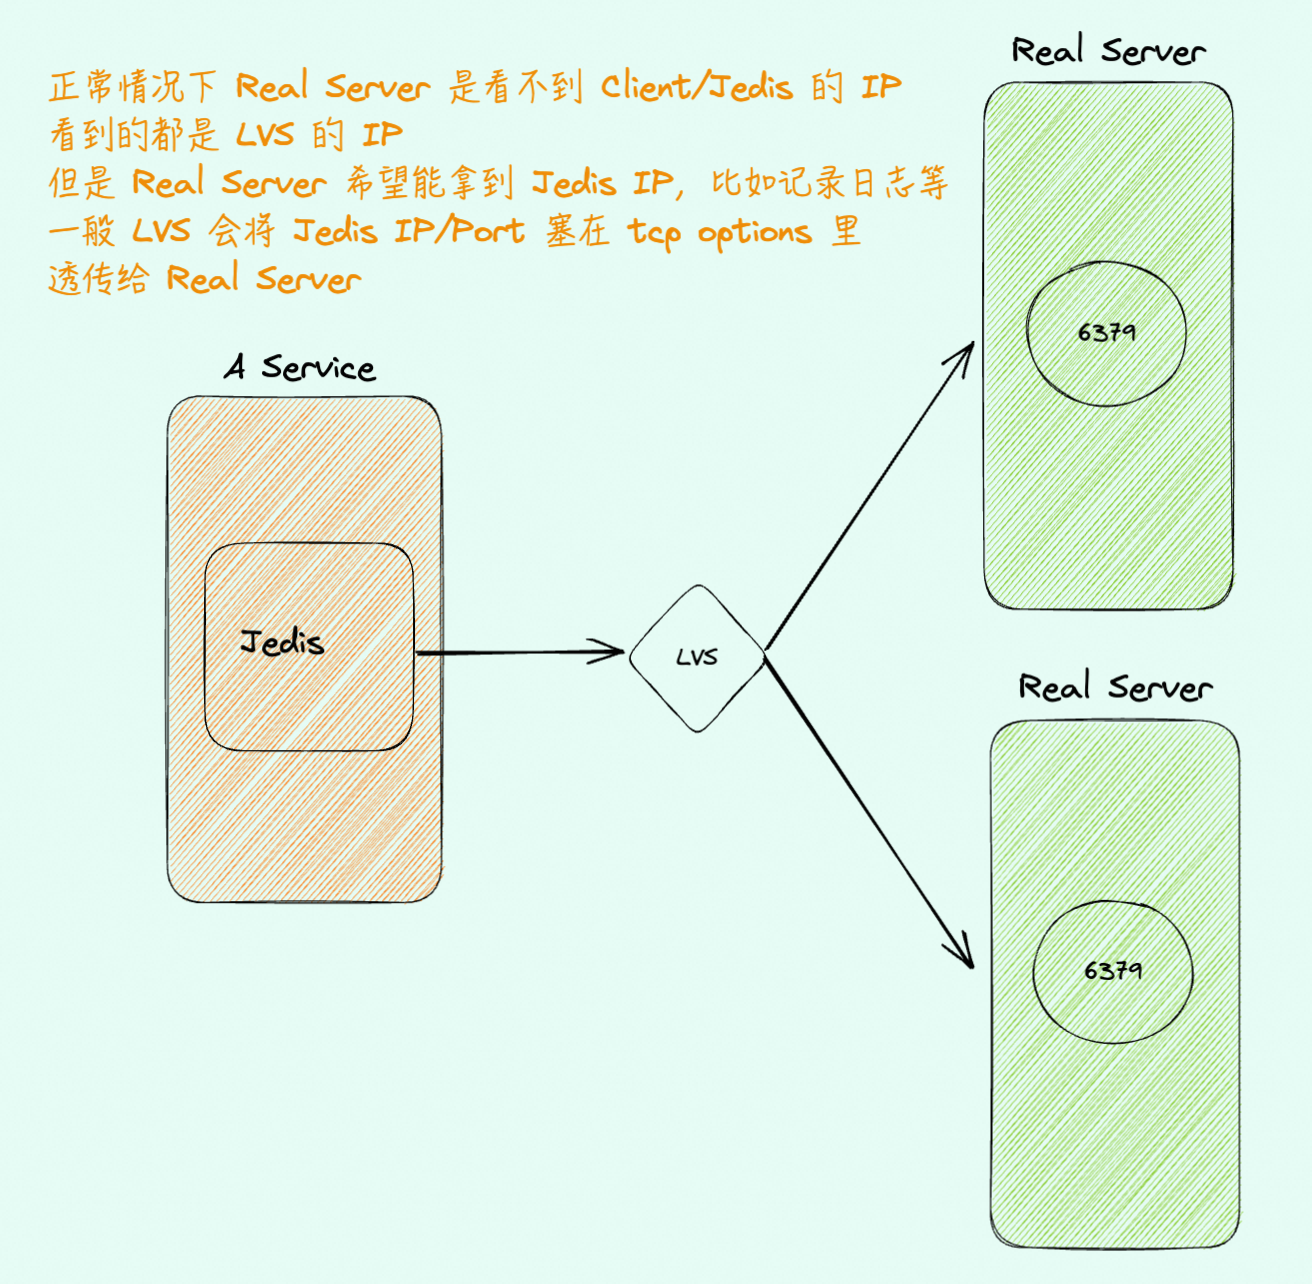 正常情况下 Real Server 是看不到 Client/Jedis 的 IP
看到的都是 LVS 的 IP
但是 Real Server 希望能拿到 Jedis IP, 比如记录日志等
一般 LVS 会将 Jedis IP/Port 塞在 tcp options 里
透传给 Real Server
Real Server
6379
A Service
Jedis
LVS
Real Server
6379